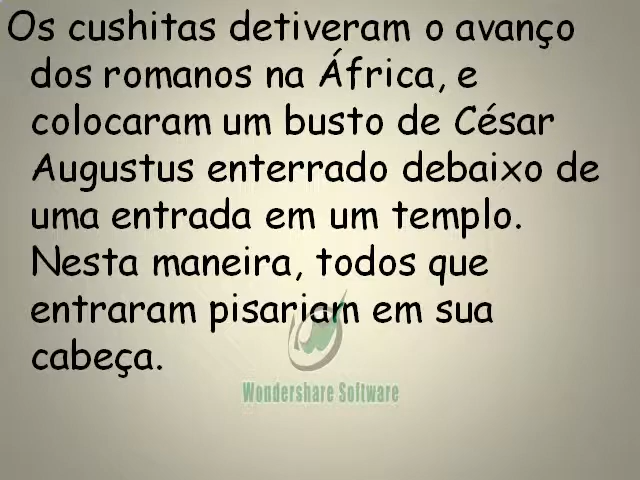 Os cushitas detiveram o avanço
dos romanos na África, e
colocaram um busto de César
Augustus enterrado debaixo de
uma entrada em um templo.
Nesta maneira, todos que
entraram pisariam em sua
cabeça.
Wondershare Software